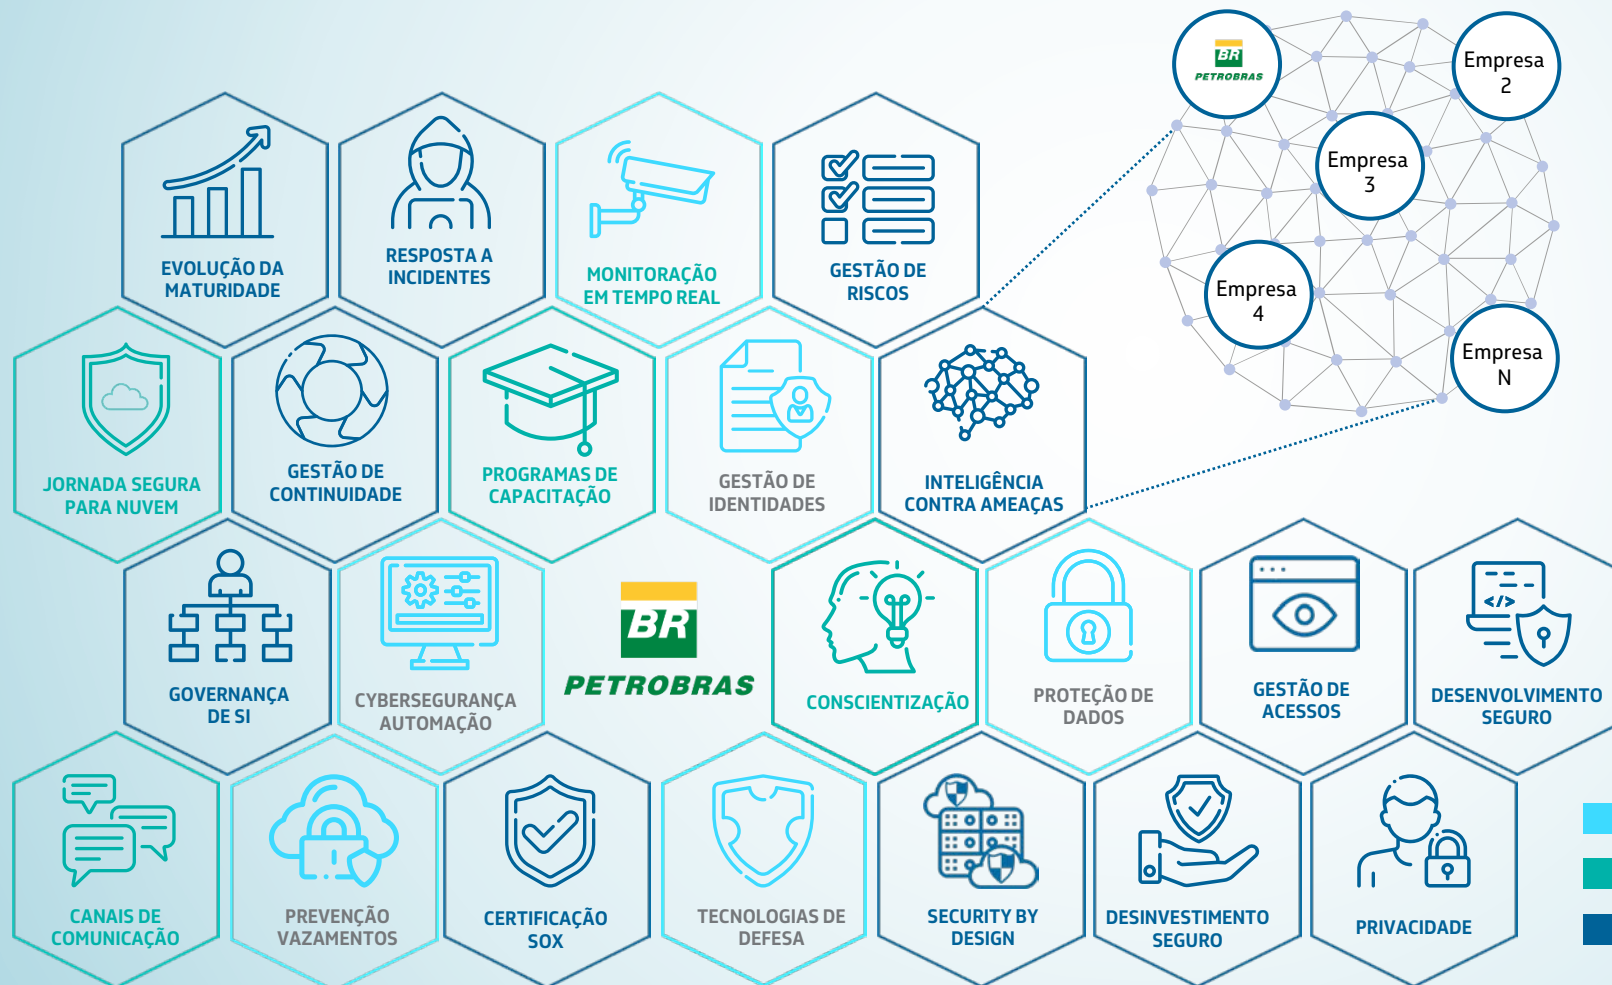 BR
PETROBRAS
Empresa
2
Empresa
3
Empresa
4
Empresa
N
EVOLUÇÃO DA
MATURIDADE
RESPOSTA A
INCIDENTES
MONITORAÇÃO
EM TEMPO REAL
GESTÃO DE
RISCOS
JORNADA SEGURA
PARA NUVEM
GESTÃO DE
CONTINUIDADE
PROGRAMAS DE
CAPACITAÇÃO
GESTÃO DE
IDENTIDADES
INTELIGÊNCIA
CONTRA AMEAÇAS
GOVERNANÇA
DE SI
CYBERSEGURANÇA
AUTOMAÇÃO
BR
PETROBRAS
CONSCIENTIZAÇÃO
PROTEÇÃO DE
DADOS
GESTÃO DE
ACESSOS
</>
DESENVOLVIMENTO
SEGURO
CANAIS DE
COMUNICAÇÃO
PREVENÇÃO
VAZAMENTOS
CERTIFICAÇÃO
SOX
TECNOLOGIAS DE
DEFESA
SECURITY BY
DESIGN
DESINVESTIMENTO
SEGURO
PRIVACIDADE